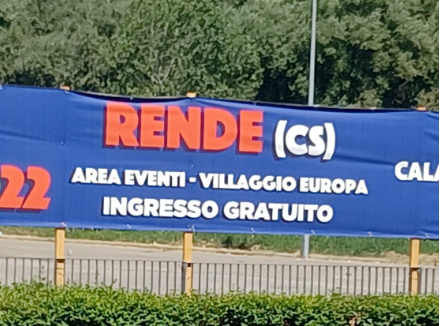 RENDE (CS)
22
AREA EVENTI - VILLAGGIO EUROPA
CALA
INGRESSO GRATUITO